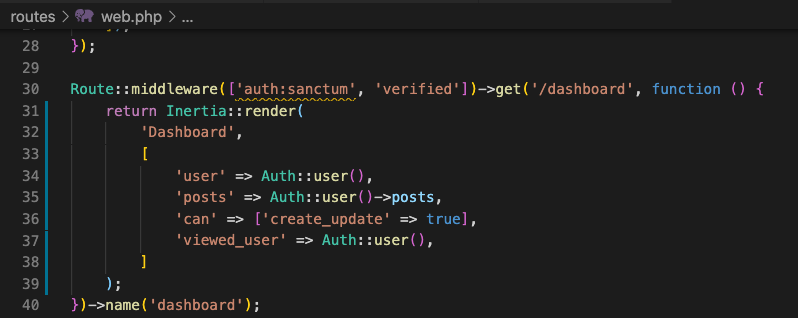 routes > web.php > ...
28 });
29
30 Route::middleware(['auth:sanctum', 'verified'])->get('/dashboard', function () {
31     return Inertia::render(
32         'Dashboard',
33         [
34             'user' => Auth::user(),
35             'posts' => Auth::user()->posts,
36             'can' => ['create_update' => true],
37             'viewed_user' => Auth::user(),
38         ]
39     );
40 })->name('dashboard');